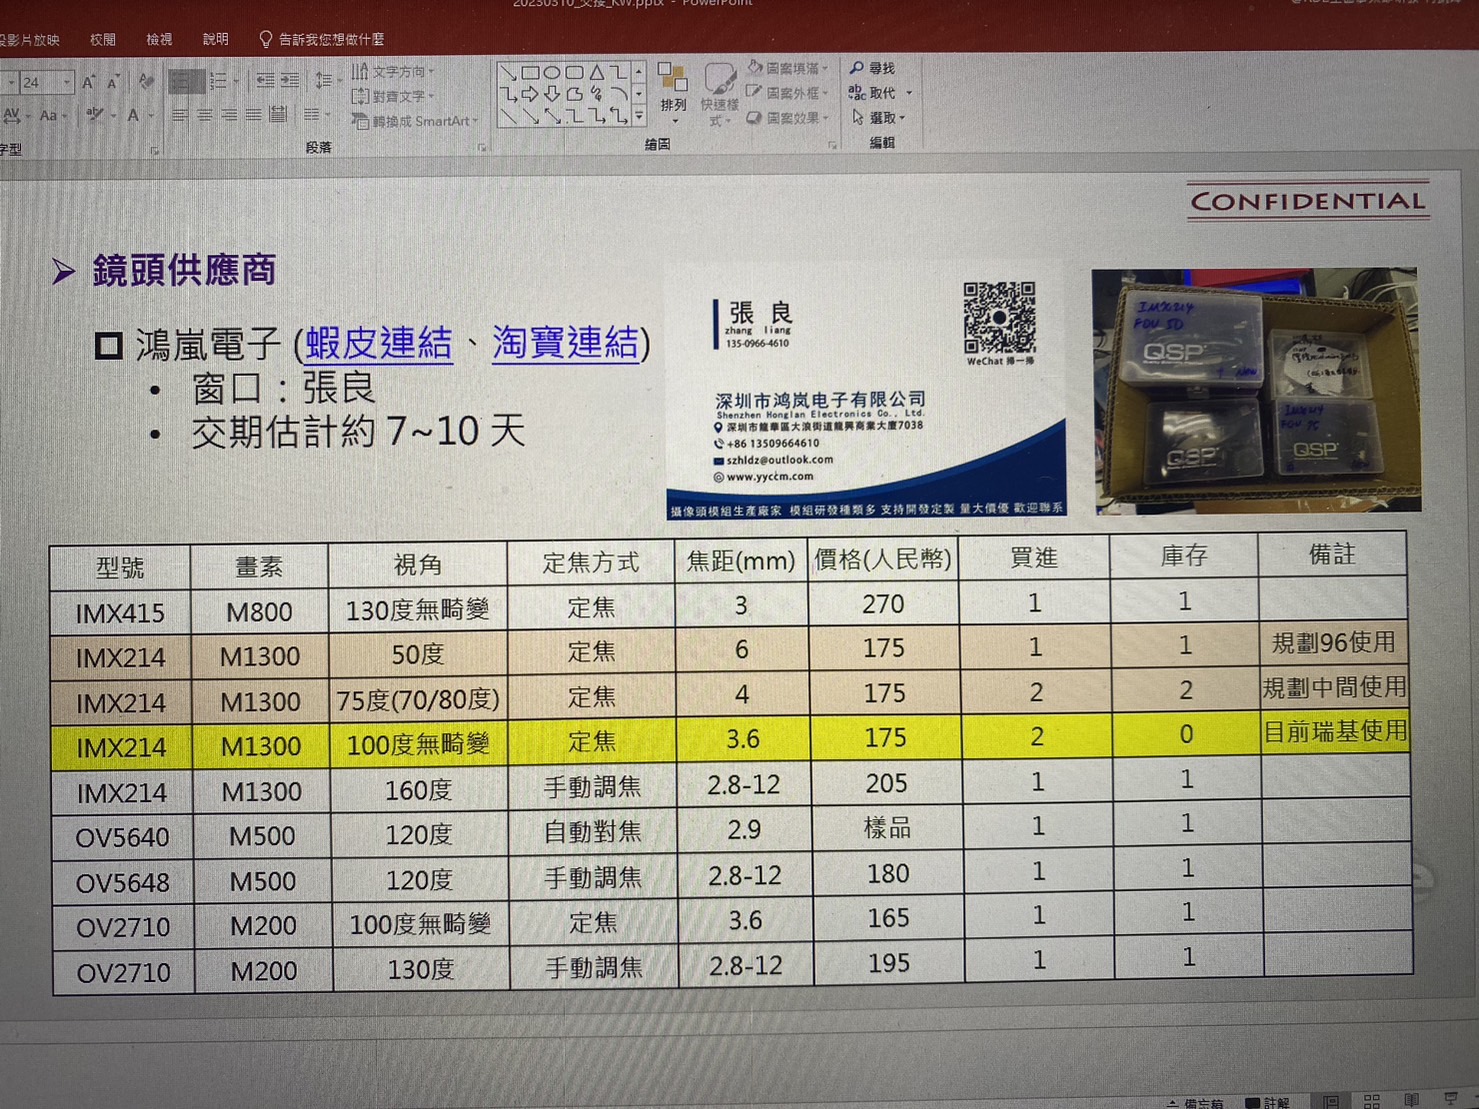 20230310_交接_KW.pptx - PowerPoint
投影片放映 校閱 檢視 說明 告訴我您想做什麼
24
文字方向
對齊文字
轉換成 SmartArt
Aa
字型
段落
排列
快速樣式
圖案填滿
圖案外框
圖案效果
繪圖
尋找
取代
選取
編輯
CONFIDENTIAL
鏡頭供應商
鴻嵐電子 (蝦皮連結、淘寶連結)
窗口：張良
交期估計約 7~10 天
張 良
zhang liang
135-0966-4610
WeChat 掃一掃
深圳市鸿岚电子有限公司
Shenzhen Honglan Electronics Co., Ltd.
深圳市龍華區大浪街道龍興商業大廈7038
+86 13509664610
szhldz@outlook.com
www.yyccm.com
攝像頭模組生產廠家 模組研發種類多 支持開發定製 量大價優 歡迎聯系
IMX214
FOV 50
QSP
NEW
QSP
IMX214
FOV 75
QSP
型號 畫素 視角 定焦方式 焦距(mm) 價格(人民幣) 買進 庫存 備註
IMX415 M800 130度無畸變 定焦 3 270 1 1
IMX214 M1300 50度 定焦 6 175 1 1 規劃96使用
IMX214 M1300 75度(70/80度) 定焦 4 175 2 2 規劃中間使用
IMX214 M1300 100度無畸變 定焦 3.6 175 2 0 目前瑞基使用
IMX214 M1300 160度 手動調焦 2.8-12 205 1 1
OV5640 M500 120度 自動對焦 2.9 樣品 1 1
OV5648 M500 120度 手動調焦 2.8-12 180 1 1
OV2710 M200 100度無畸變 定焦 3.6 165 1 1
OV2710 M200 130度 手動調焦 2.8-12 195 1 1
備忘稿 註解